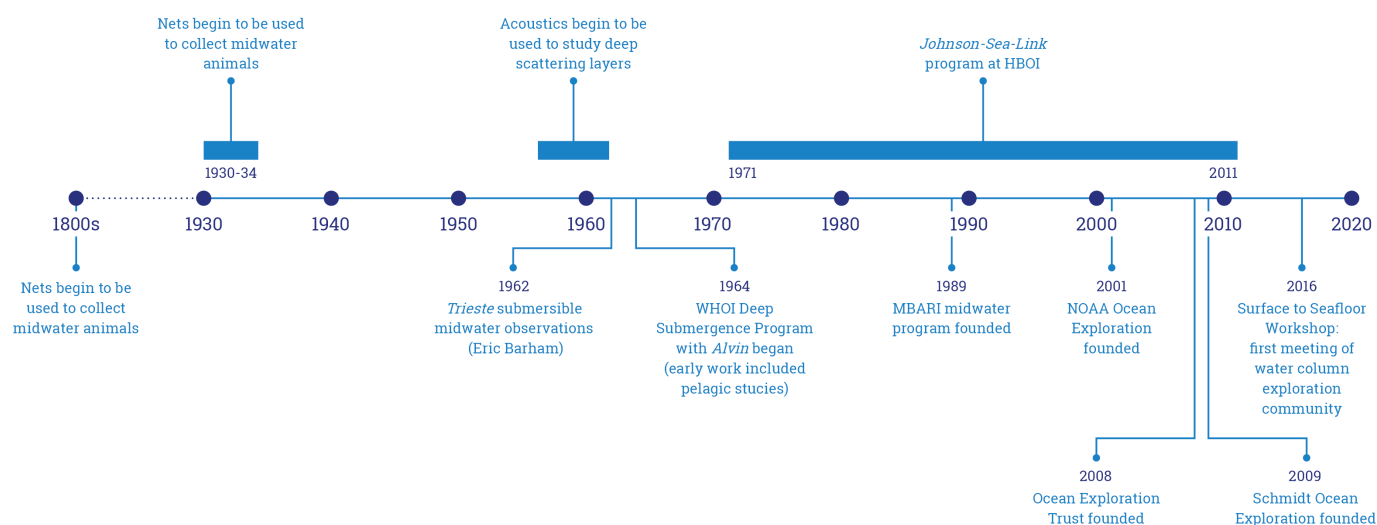 Nets begin to be used
to collect midwater
animals
Acoustics begin to be
used to study deep
scattering layers
Johnson-Sea-Link
program at HBOI
1930-34
1971
2011
1800s
1930
1940
1950
1960
1970
1980
1990
2000
2010
2020
Nets begin to be
used to collect
midwater animals
1962
Trieste submersible
midwater observations
(Eric Barham)
1964
WHOI Deep
Submergence Program
with Alvin began
(early work included
pelagic stucies)
1989
MBARI midwater
program founded
2001
NOAA Ocean
Exploration
founded
2016
Surface to Seafloor
Workshop:
first meeting of
water column
exploration
community
2008
Ocean Exploration
Trust founded
2009
Schmidt Ocean
Exploration founded